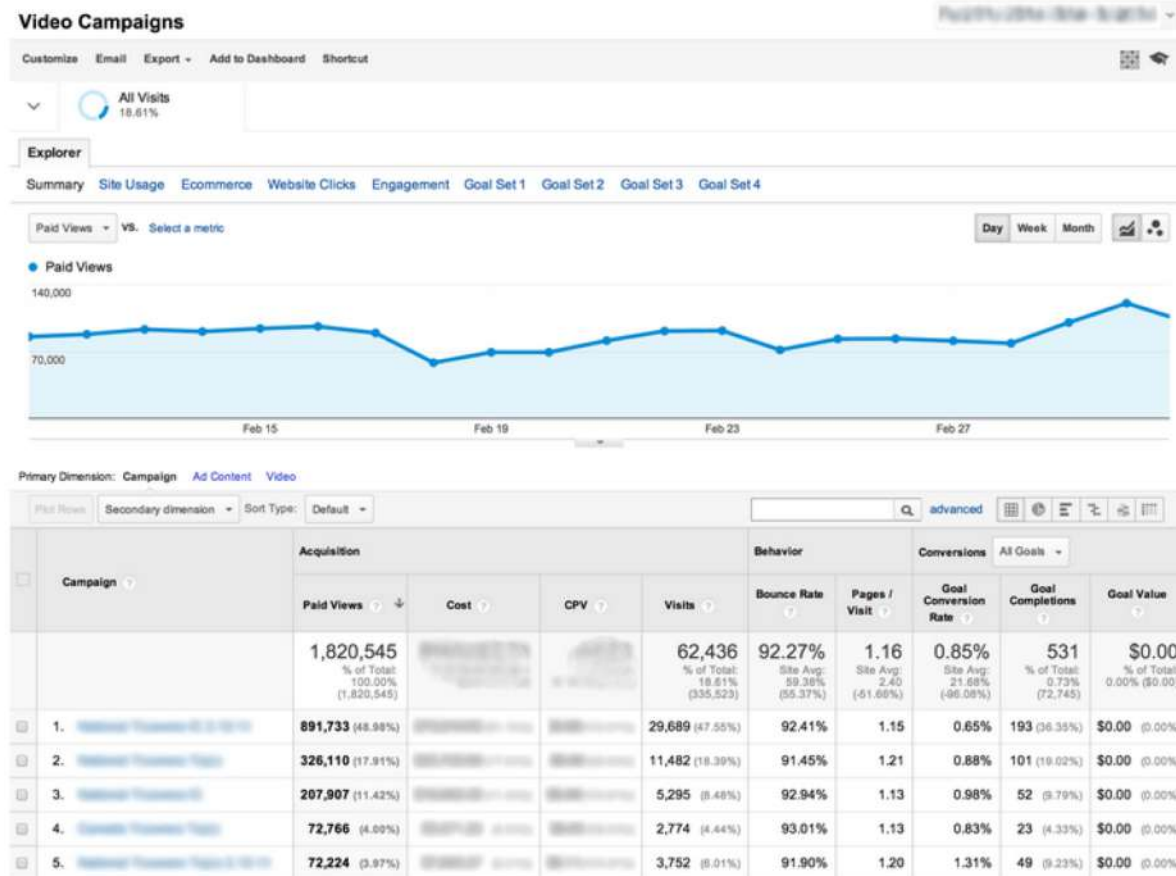 Video Campaigns
Customize Email Export Add to Dashboard Shortcut
All Visits
18.61%
Explorer
Summary Site Usage Ecommerce Website Clicks Engagement Goal Set 1 Goal Set 2 Goal Set 3 Goal Set 4
Paid Views VS. Select a metric Day Week Month
Paid Views
140,000
70,000
Feb 15 Feb 19 Feb 23 Feb 27
Primary Dimension: Campaign Ad Content Video
Plot Rows Secondary dimension Sort Type: Default advanced
Acquisition Behavior Conversions All Goals
Campaign ? Paid Views ? Cost ? CPV ? Visits ? Bounce Rate ? Pages / Visit ? Goal Conversion Rate ? Goal Completions ? Goal Value ?
1,820,545 62,436 92.27% 1.16 0.85% 531 $0.00
% of Total: % of Total: Site Avg: Site Avg: Site Avg: % of Total: % of Total
100.00% 18.61% 59.38% 2.40 21.68% 0.73% 0.00% ($0.00
(1,820,545) (335,523) (55.37%) (-51.66%) (-96.08%) (72,745)
1. 891,733 (48.98%) 29,689 (47.55%) 92.41% 1.15 0.65% 193 (36.35%) $0.00 (0.00%
2. 326,110 (17.91%) 11,482 (18.39%) 91.45% 1.21 0.88% 101 (19.02%) $0.00 (0.00%
3. 207,907 (11.42%) 5,295 (8.48%) 92.94% 1.13 0.98% 52 (9.79%) $0.00 (0.00%
4. 72,766 (4.00%) 2,774 (4.44%) 93.01% 1.13 0.83% 23 (4.33%) $0.00 (0.00%
5. 72,224 (3.97%) 3,752 (6.01%) 91.90% 1.20 1.31% 49 (9.23%) $0.00 (0.00%